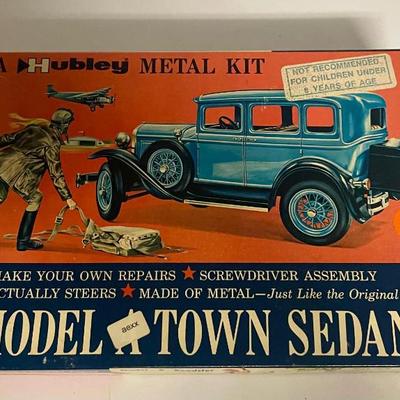 A Hubley METAL KIT
NOT RECOMMENDED
FOR CHILDREN UNDER
8 YEARS OF AGE
MAKE YOUR OWN REPAIRS ★ SCREWDRIVER ASSEMBLY
ACTUALLY STEERS ★ MADE OF METAL—Just Like the Original
MODEL A TOWN SEDAN